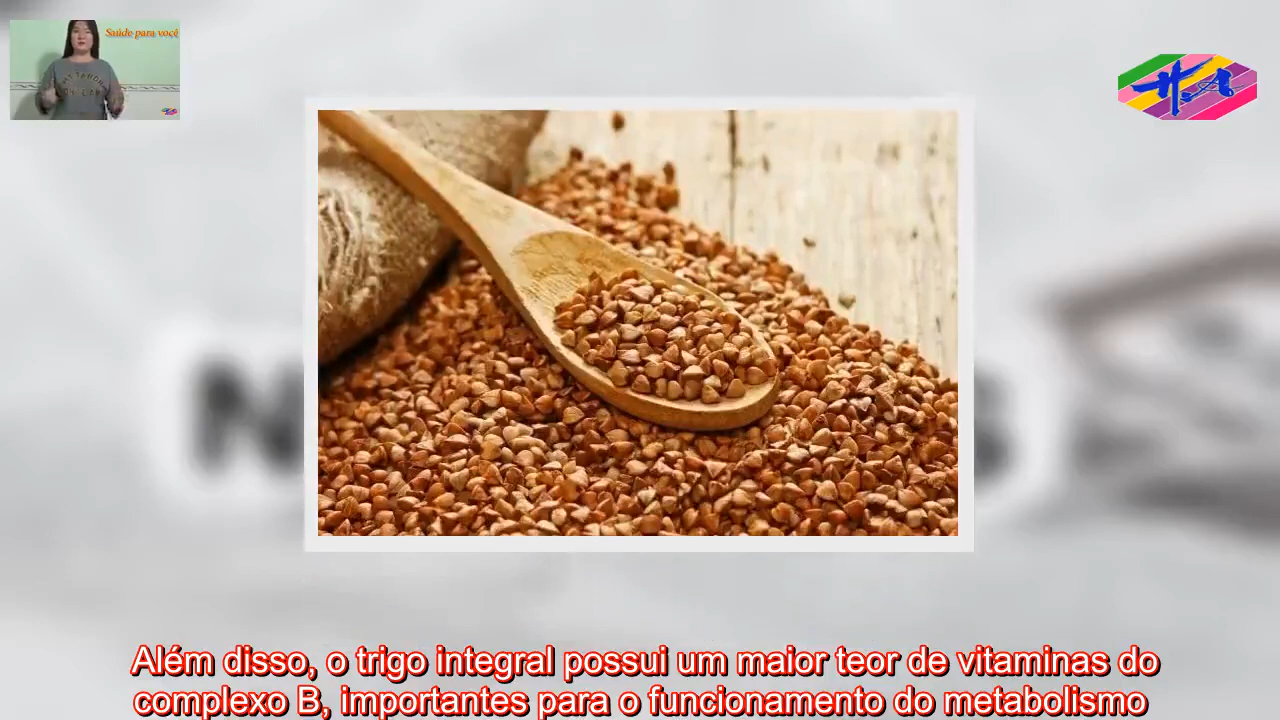 Saúde para você
H.A
Além disso, o trigo integral possui um maior teor de vitaminas do
complexo B, importantes para o funcionamento do metabolismo